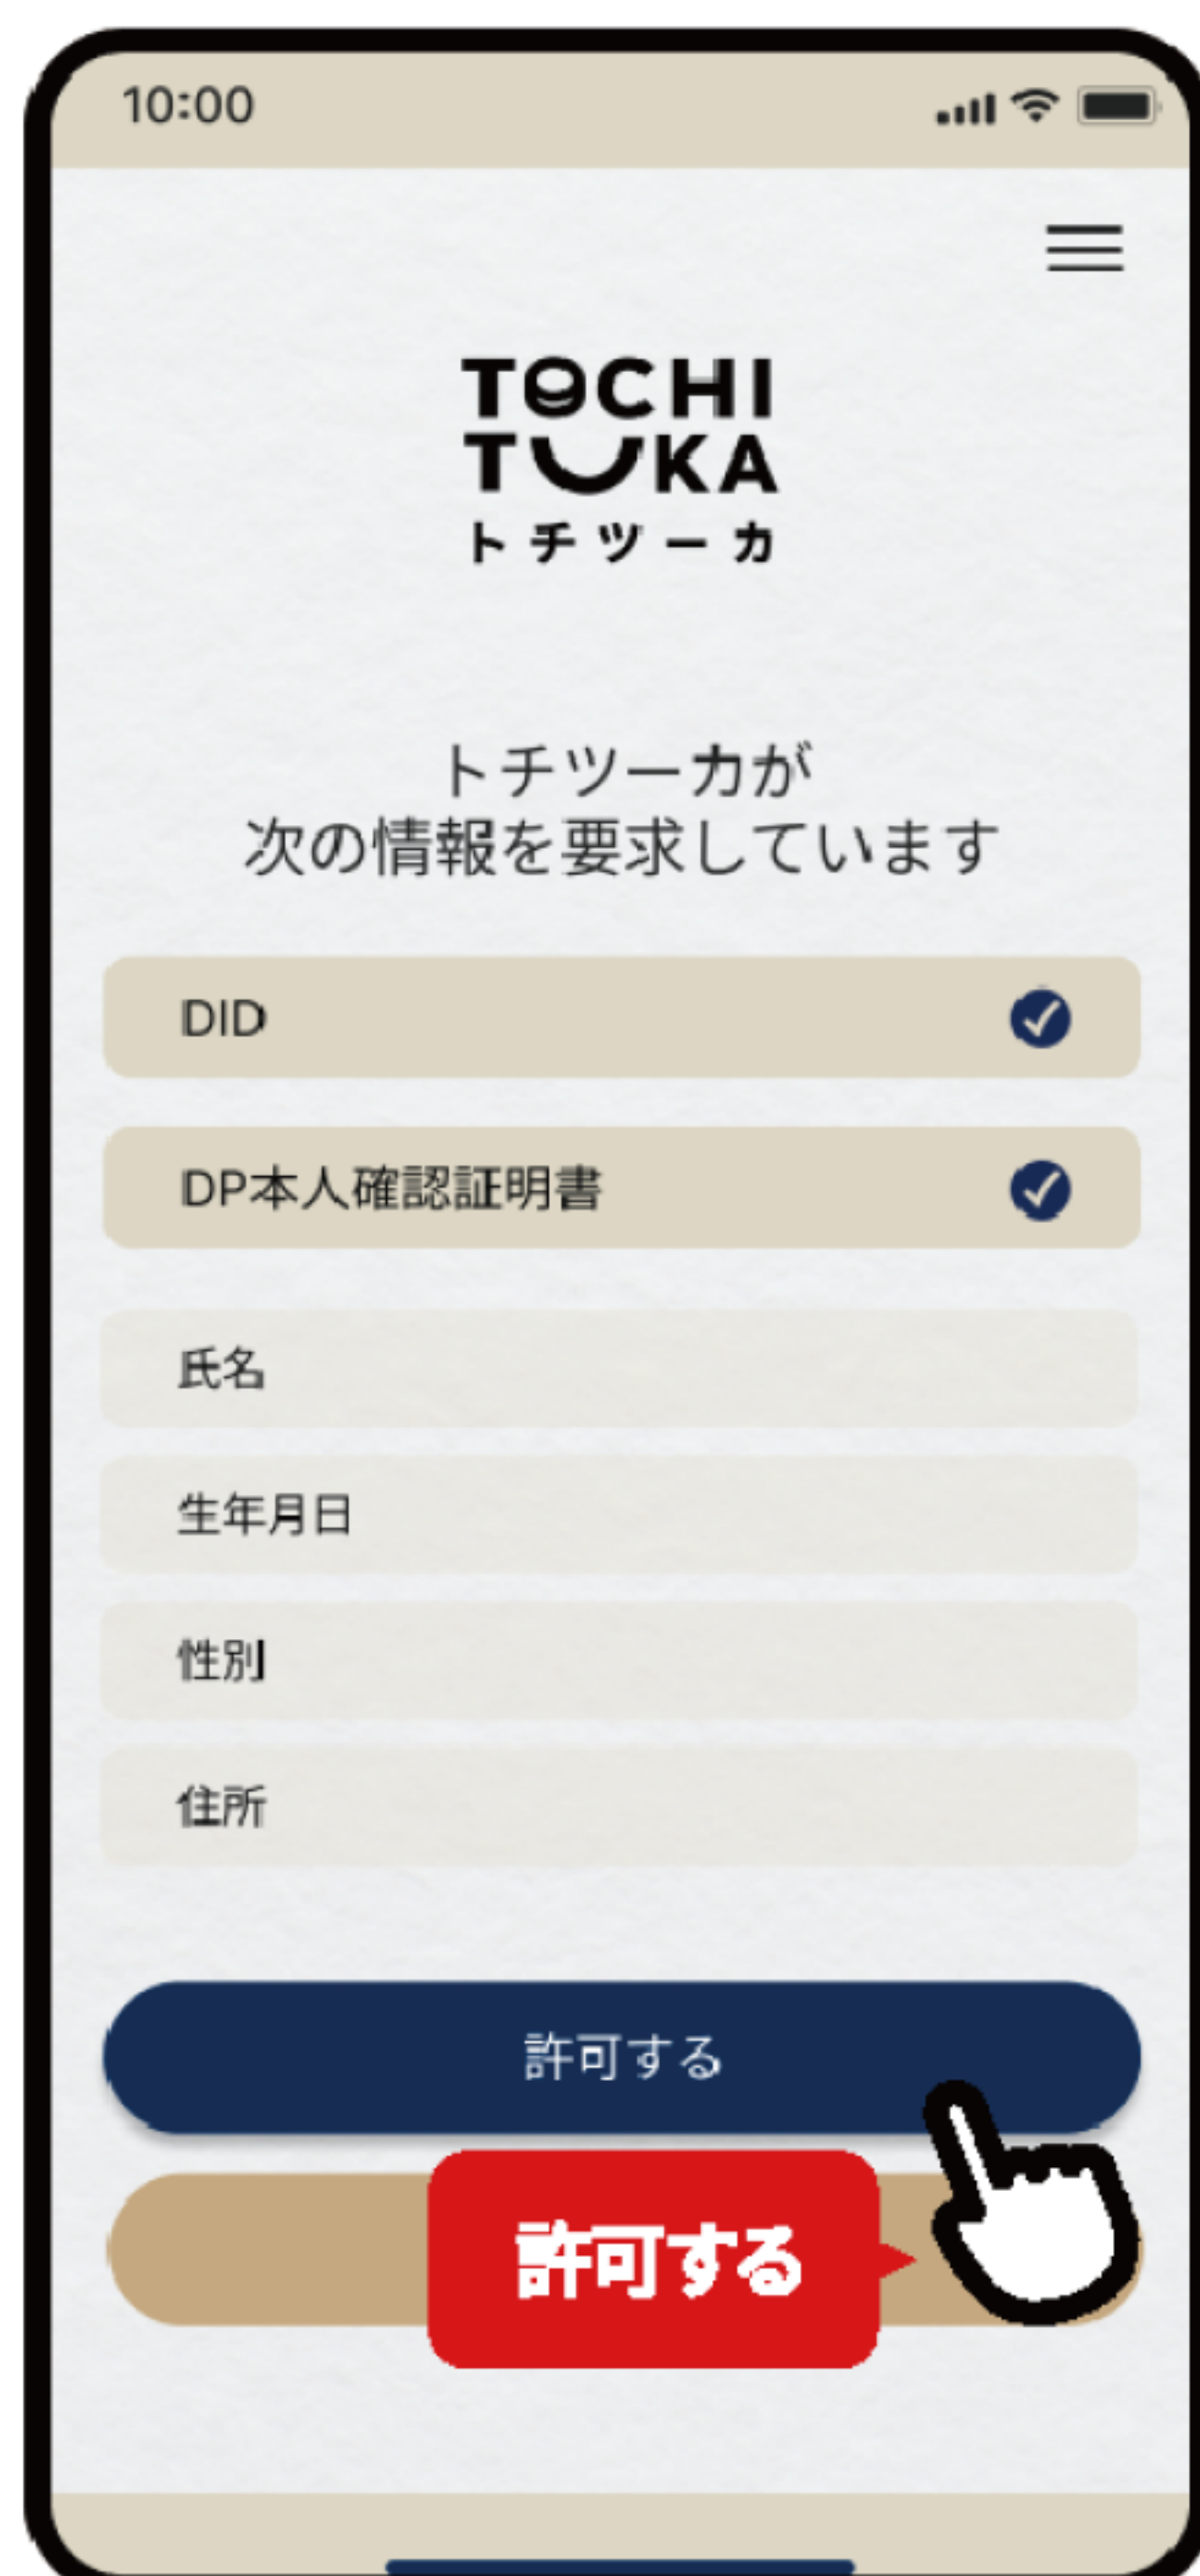 10:00
TOCHI
TUKA
トチツーカ
トチツーカが
次の情報を要求しています
DID
DP本人確認証明書
氏名
生年月日
性別
住所
許可する
許可する